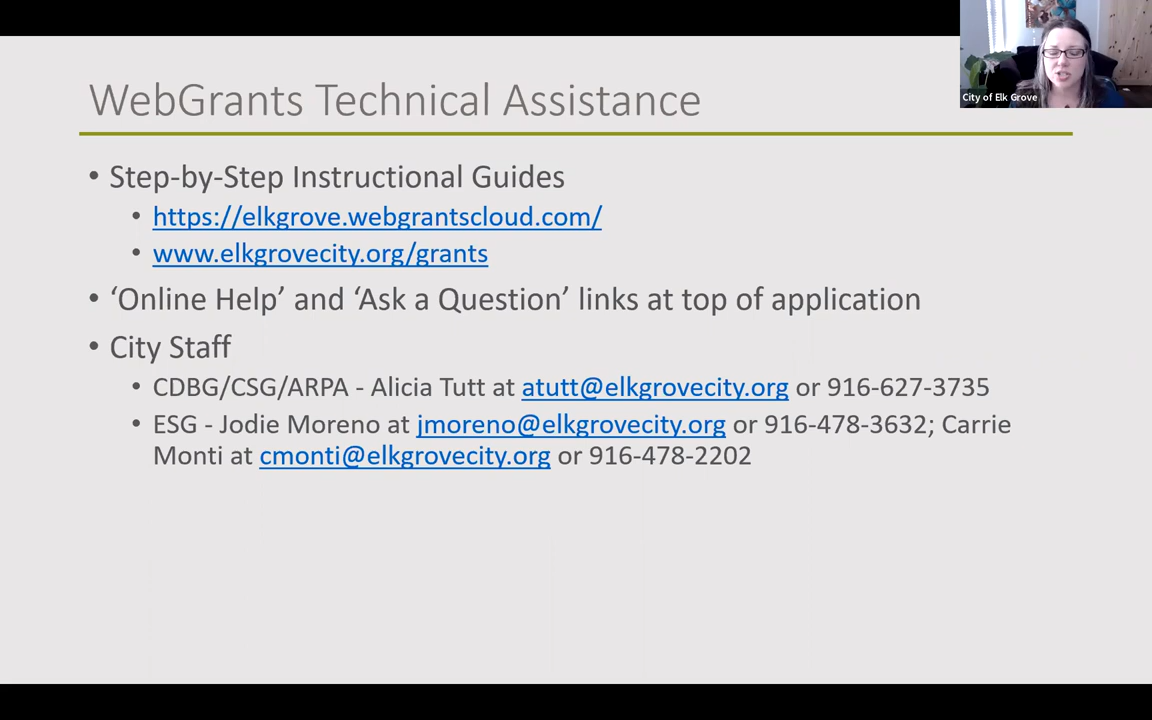 WebGrants Technical Assistance
City of Elk Grove
• Step-by-Step Instructional Guides
• https://elkgrove.webgrantscloud.com/
• www.elkgrovecity.org/grants
• ‘Online Help’ and ‘Ask a Question’ links at top of application
• City Staff
• CDBG/CSG/ARPA - Alicia Tutt at atutt@elkgrovecity.org or 916-627-3735
• ESG - Jodie Moreno at jmoreno@elkgrovecity.org or 916-478-3632; Carrie
Monti at cmonti@elkgrovecity.org or 916-478-2202